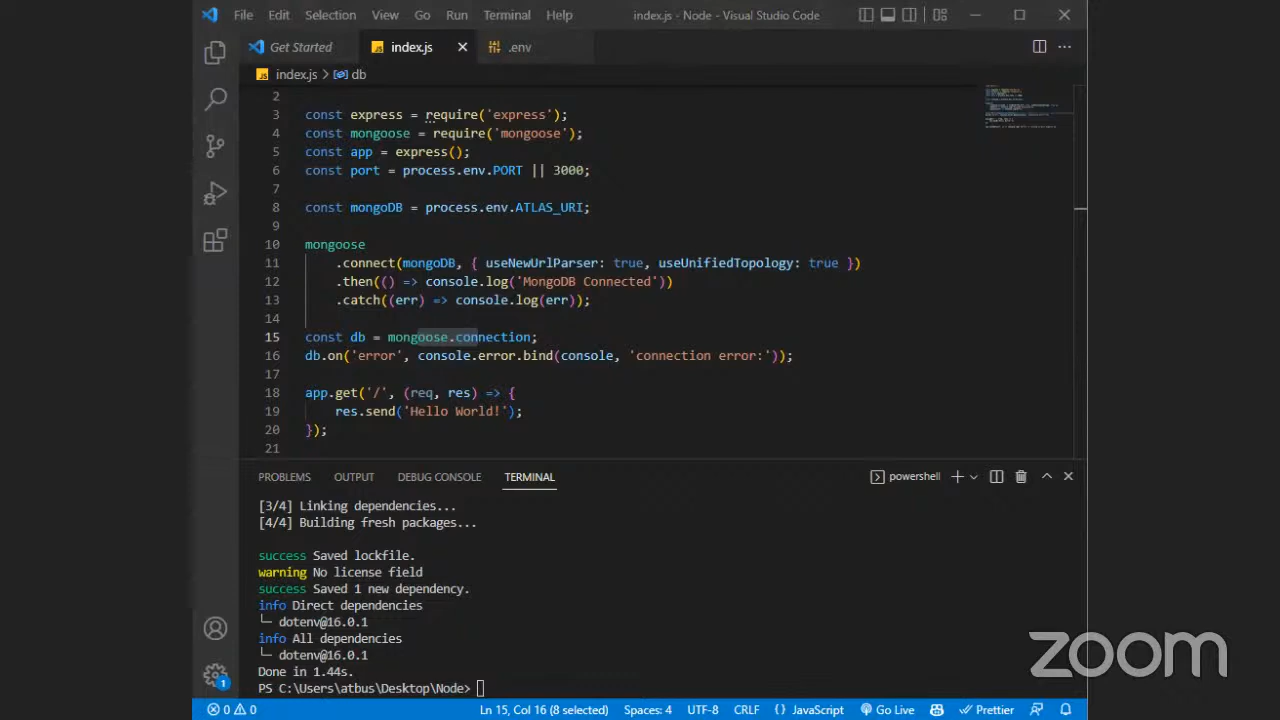 File Edit Selection View Go Run Terminal Help index.js - Node - Visual Studio Code
Get Started JS index.js .env
JS index.js > db
2
3 const express = require('express');
4 const mongoose = require('mongoose');
5 const app = express();
6 const port = process.env.PORT || 3000;
7
8 const mongoDB = process.env.ATLAS_URI;
9
10 mongoose
11 .connect(mongoDB, { useNewUrlParser: true, useUnifiedTopology: true })
12 .then(() => console.log('MongoDB Connected'))
13 .catch((err) => console.log(err));
14
15 const db = mongoose.connection;
16 db.on('error', console.error.bind(console, 'connection error:'));
17
18 app.get('/', (req, res) => {
19 res.send('Hello World!');
20 });
21
PROBLEMS OUTPUT DEBUG CONSOLE TERMINAL powershell
[3/4] Linking dependencies...
[4/4] Building fresh packages...
success Saved lockfile.
warning No license field
success Saved 1 new dependency.
info Direct dependencies
└─ dotenv@16.0.1
info All dependencies
└─ dotenv@16.0.1
Done in 1.44s.
PS C:\Users\atbus\Desktop\Node>
zoom
1
0 0 Ln 15, Col 16 (8 selected) Spaces: 4 UTF-8 CRLF {} JavaScript Go Live Prettier